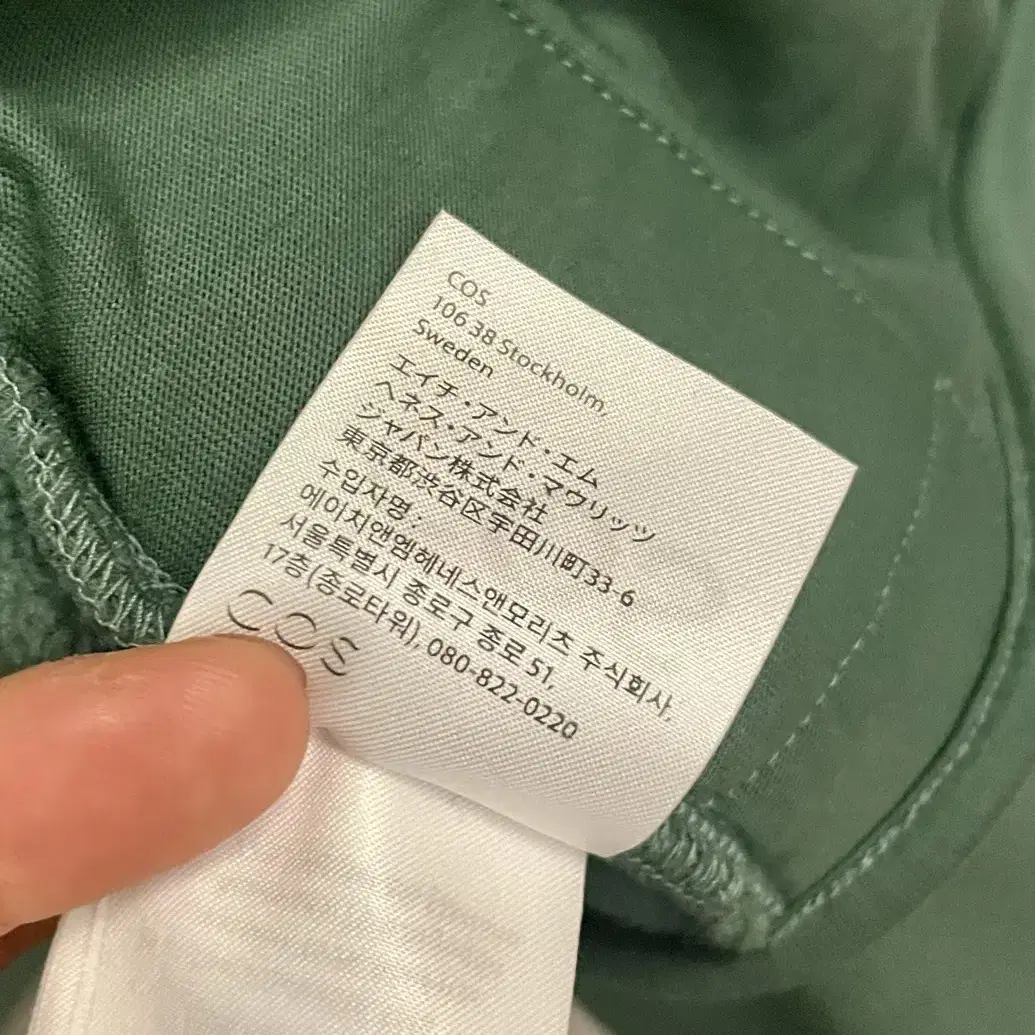 COS
106 38 Stockholm,
Sweden
エイチ・アンド・エム
ヘネス・アンド・マウリッツ
ジャパン株式会社
東京都渋谷区宇田川町33-6
수입자명 :
에이치앤엠헤네스앤모리츠 주식회사,
서울특별시 종로구 종로 51,
17층(종로타워), 080-822-0220
COS